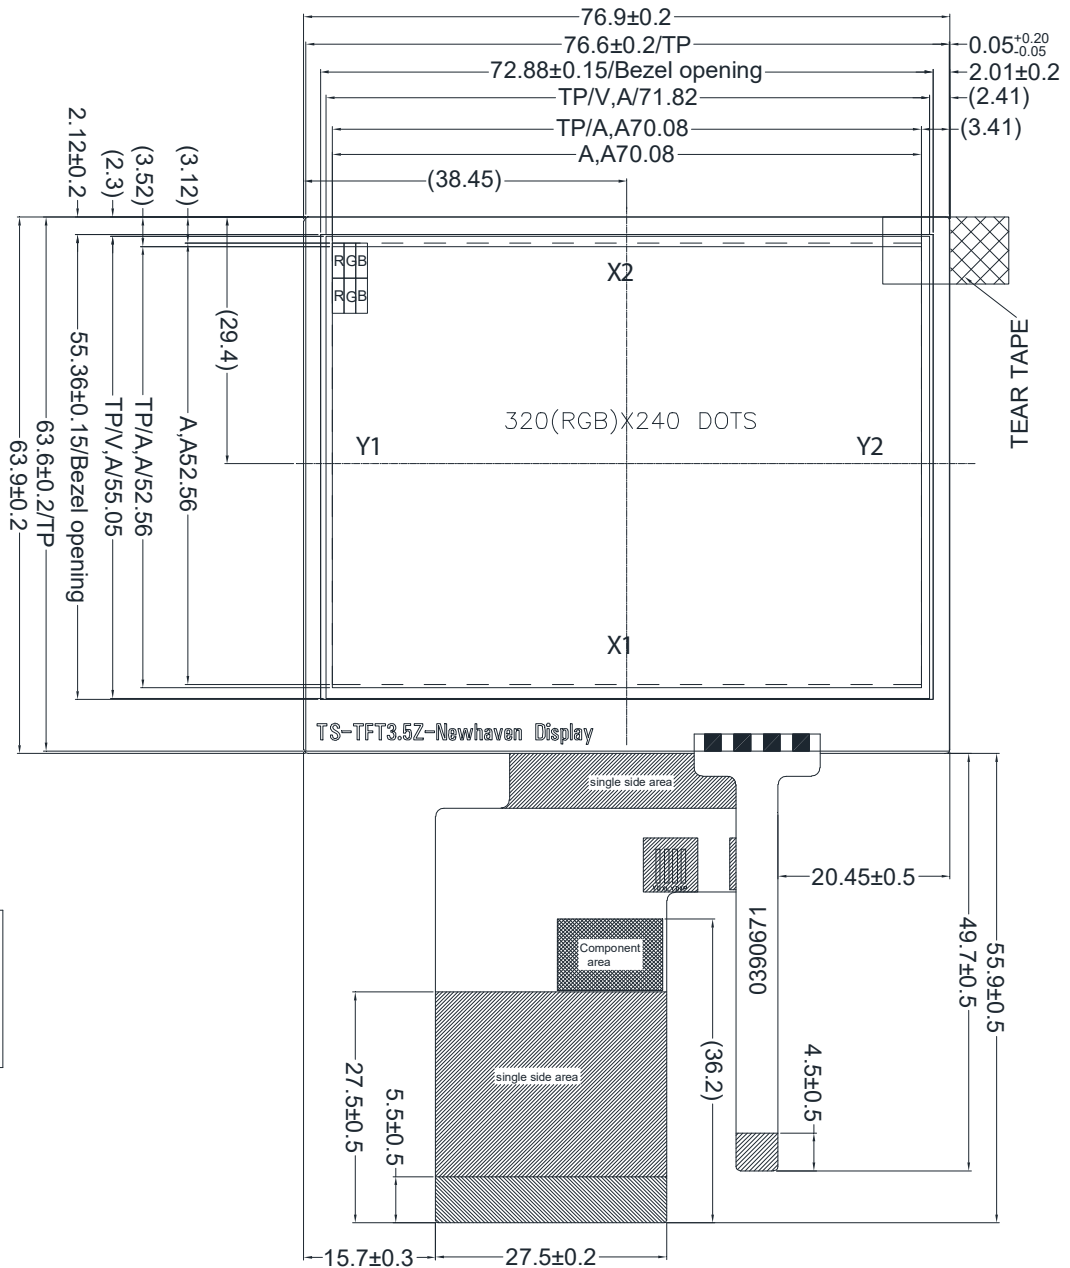 76.9±0.2
76.6±0.2/TP
0.05+0.20 -0.05
72.88±0.15/Bezel opening
2.01±0.2
TP/V,A/71.82
(2.41)
TP/A,A70.08
(3.41)
A,A70.08
(38.45)
2.12±0.2
(2.3)
(3.52)
(3.12)
RGB
RGB
X2
(29.4)
TEAR TAPE
320(RGB)X240 DOTS
Y1
Y2
63.9±0.2
63.6±0.2/TP
55.36±0.15/Bezel opening
TP/V,A/55.05
TP/A,A/52.56
A,A52.56
X1
TS-TFT3.5Z-Newhaven Display
single side area
20.45±0.5
0390671
49.7±0.5
55.9±0.5
Component
area
(36.2)
4.5±0.5
single side area
27.5±0.5
5.5±0.5
15.7±0.3
27.5±0.2